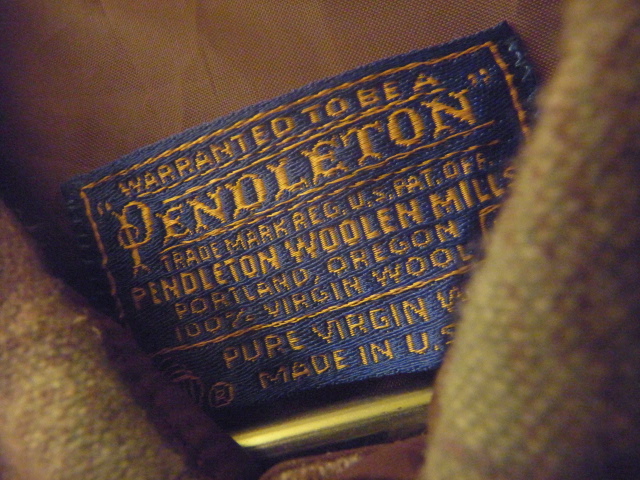 "WARRANTED TO BE A
"PENDLETON"
TRADE MARK REG. U.S. PAT. OFF.
PENDLETON WOOLEN MILLS
PORTLAND, OREGON
100% VIRGIN WOOL
PURE VIRGIN
MADE IN U.S.
®